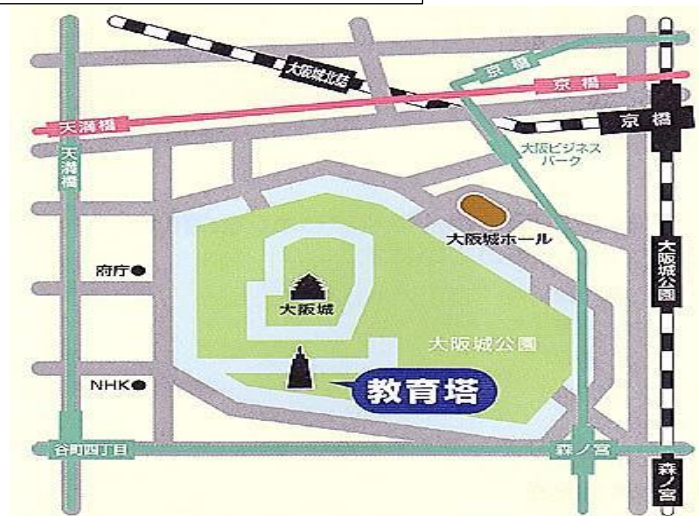 大阪城北詰
京橋
京橋
京橋
天満橋
天満橋
大阪ビジネス
パーク
大阪城ホール
大阪城公園
府庁●
大阪城
大阪城公園
NHK●
教育塔
谷町四丁目
森ノ宮
森ノ宮